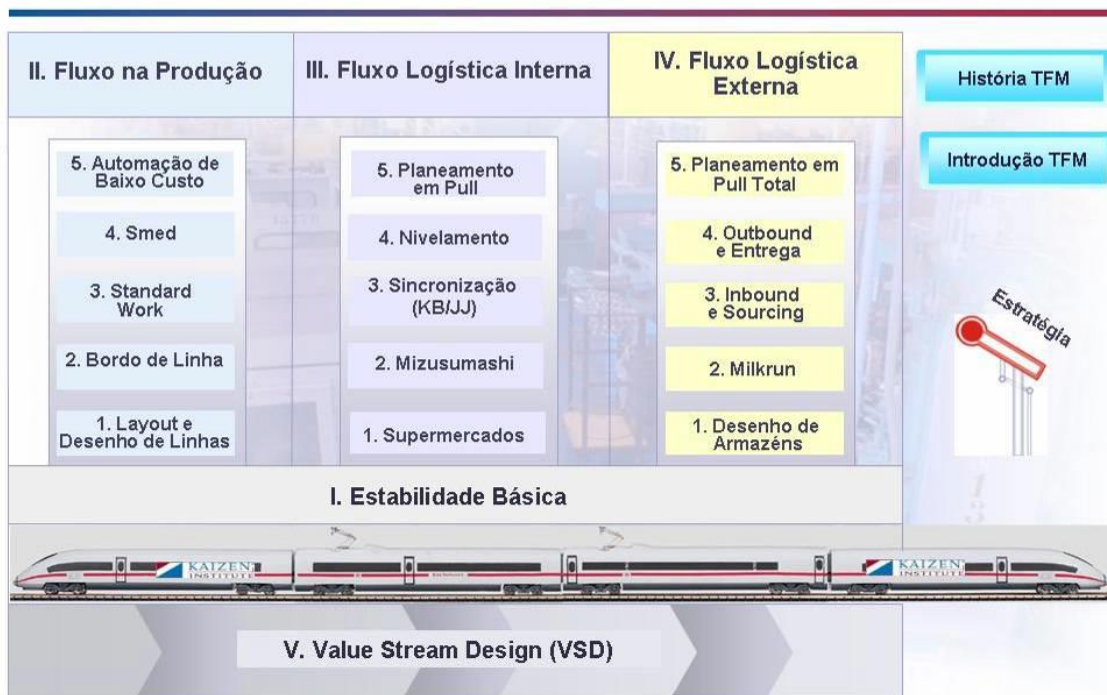 II. Fluxo na Produção
III. Fluxo Logística Interna
IV. Fluxo Logística
Externa
História TFM
Introdução TFM
5. Automação de
Baixo Custo
4. Smed
3. Standard
Work
2. Bordo de Linha
1. Layout e
Desenho de Linhas
5. Planeamento
em Pull
4. Nivelamento
3. Sincronização
(KB/JJ)
2. Mizusumashi
1. Supermercados
5. Planeamento em
Pull Total
4. Outbound
e Entrega
3. Inbound
e Sourcing
2. Milkrun
1. Desenho de
Armazéns
Estratégia
I. Estabilidade Básica
KAIZEN
INSTITUTE
KAIZEN
INSTITUTE
V. Value Stream Design (VSD)